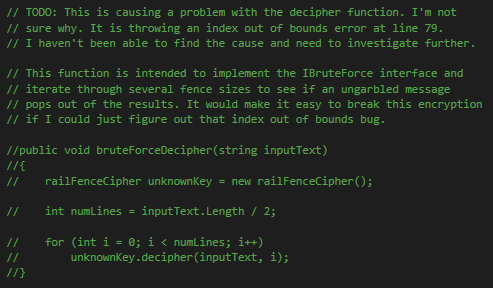 // TODO: This is causing a problem with the decipher function. I'm not
// sure why. It is throwing an index out of bounds error at line 79.
// I haven't been able to find the cause and need to investigate further.
// This function is intended to implement the IBruteForce interface and
// iterate through several fence sizes to see if an ungarbled message
// pops out of the results. It would make it easy to break this encryption
// if I could just figure out that index out of bounds bug.
//public void bruteForceDecipher(string inputText)
//{
//    railFenceCipher unknownKey = new railFenceCipher();
//    int numLines = inputText.Length / 2;
//    for (int i = 0; i < numLines; i++)
//        unknownKey.decipher(inputText, i);
//}